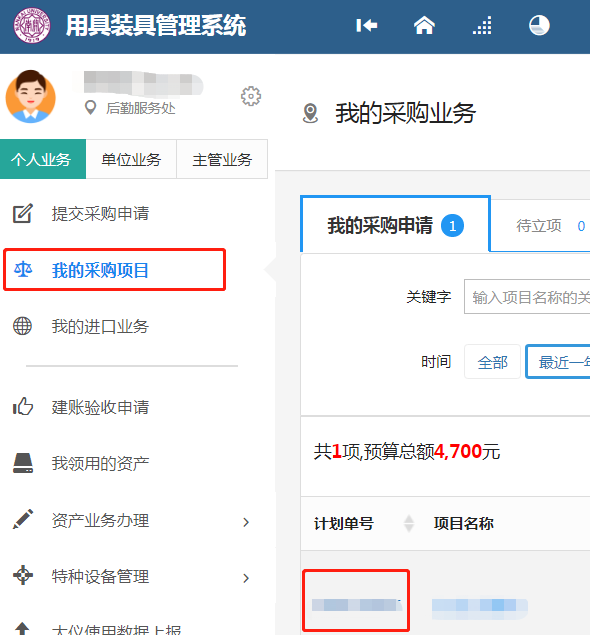 用具装具管理系统
后勤服务处
个人业务 单位业务 主管业务
提交采购申请
我的采购项目
我的进口业务
建账验收申请
我领用的资产
资产业务办理
特种设备管理
大仪使用数据上报
我的采购业务
我的采购申请 1 待立项 0
关键字 输入项目名称的关
时间 全部 最近一年
共1项,预算总额4,700元
计划单号 项目名称